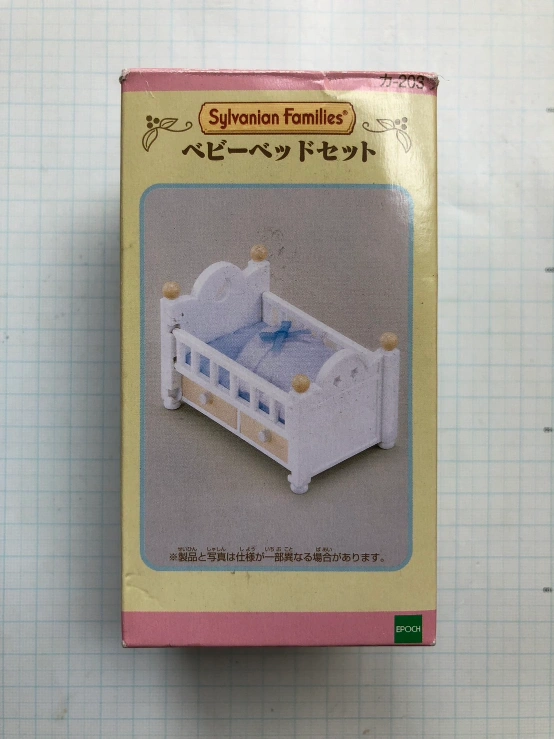 カ-203
Sylvanian Families®
ベビーベッドセット
※製品と写真は仕様が一部異なる場合があります。
EPOCH